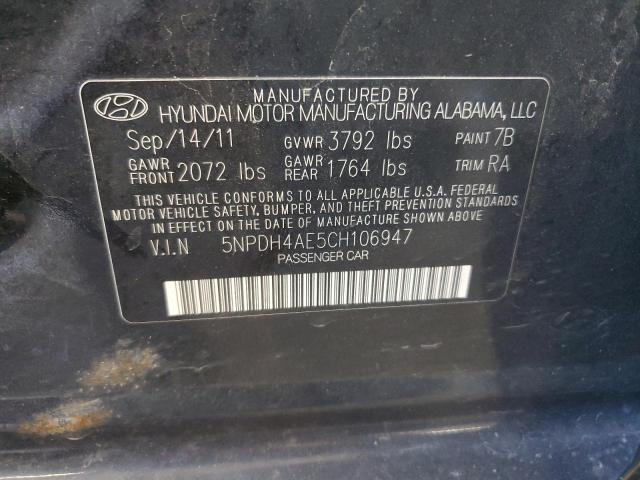 MANUFACTURED BY
HYUNDAI MOTOR MANUFACTURING ALABAMA, LLC
Sep/14/11 GVWR 3792 lbs PAINT 7B
GAWR FRONT 2072 lbs GAWR REAR 1764 lbs TRIM RA
THIS VEHICLE CONFORMS TO ALL APPLICABLE U.S.A. FEDERAL
MOTOR VEHICLE SAFETY, BUMPER, AND THEFT PREVENTION STANDARDS
IN EFFECT ON THE DATE OF MANUFACTURE SHOWN ABOVE.
V.I.N 5NPDH4AE5CH106947
PASSENGER CAR